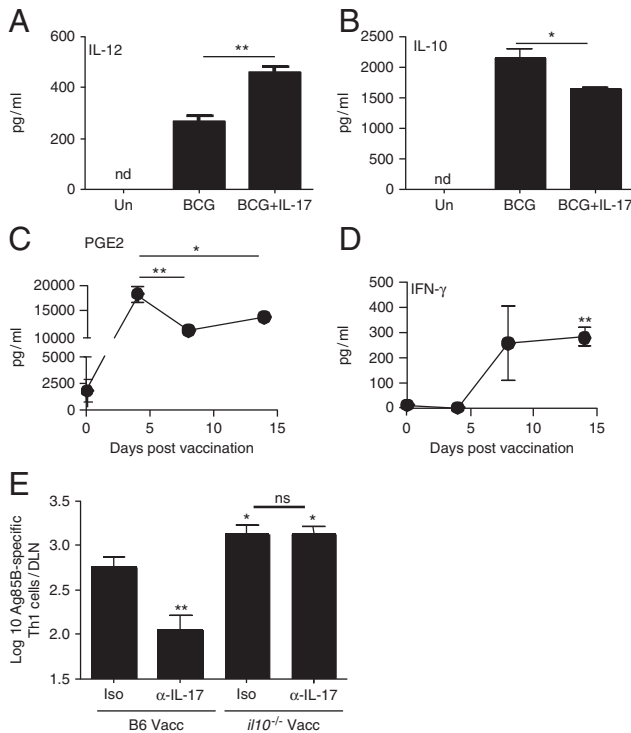 A
IL-12
**
pg/ml
600
400
200
0
nd
Un
BCG
BCG+IL-17
B
IL-10
*
pg/ml
2500
2000
1500
1000
500
0
nd
Un
BCG
BCG+IL-17
C
PGE2
*
**
pg/ml
20000
15000
10000
5000
2500
0
0
5
10
15
Days post vaccination
D
IFN-γ
**
pg/ml
500
400
300
200
100
0
0
5
10
15
Days post vaccination
E
ns
*
*
**
Log 10 Ag85B-specific
Th1 cells/DLN
3.5
3.0
2.5
2.0
1.5
Iso
α-IL-17
Iso
α-IL-17
B6 Vacc
il10-/- Vacc